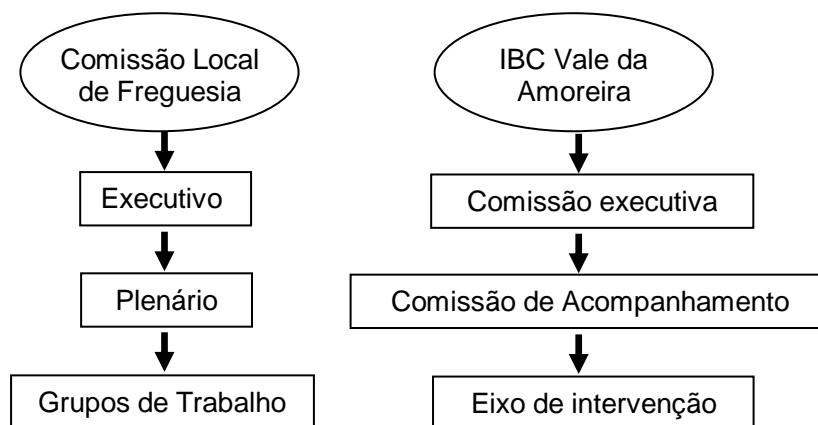 Comissão Local
de Freguesia
Executivo
Plenário
Grupos de Trabalho
IBC Vale da
Amoreira
Comissão executiva
Comissão de Acompanhamento
Eixo de intervenção